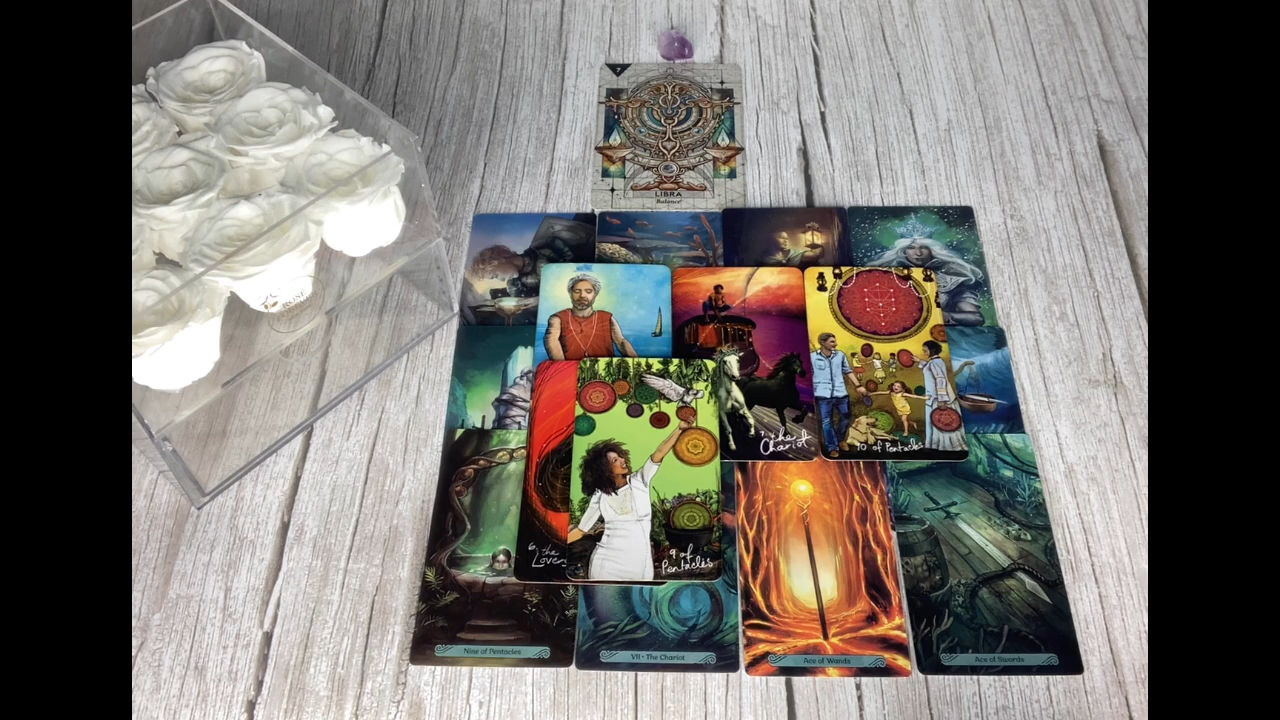 7
LIBRA
Balance
7 the
Chariot
10 of Pentacles
6 the
Lovers
9 of
Pentacles
Nine of Pentacles
VII • The Chariot
Ace of Wands
Ace of Swords